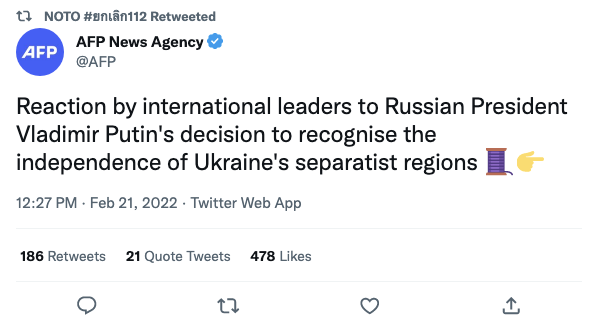 NOTO #ยกเลิก112 Retweeted
AFP
AFP News Agency
@AFP
Reaction by international leaders to Russian President
Vladimir Putin's decision to recognise the
independence of Ukraine's separatist regions 🧵👉
12:27 PM · Feb 21, 2022 · Twitter Web App
186 Retweets 21 Quote Tweets 478 Likes